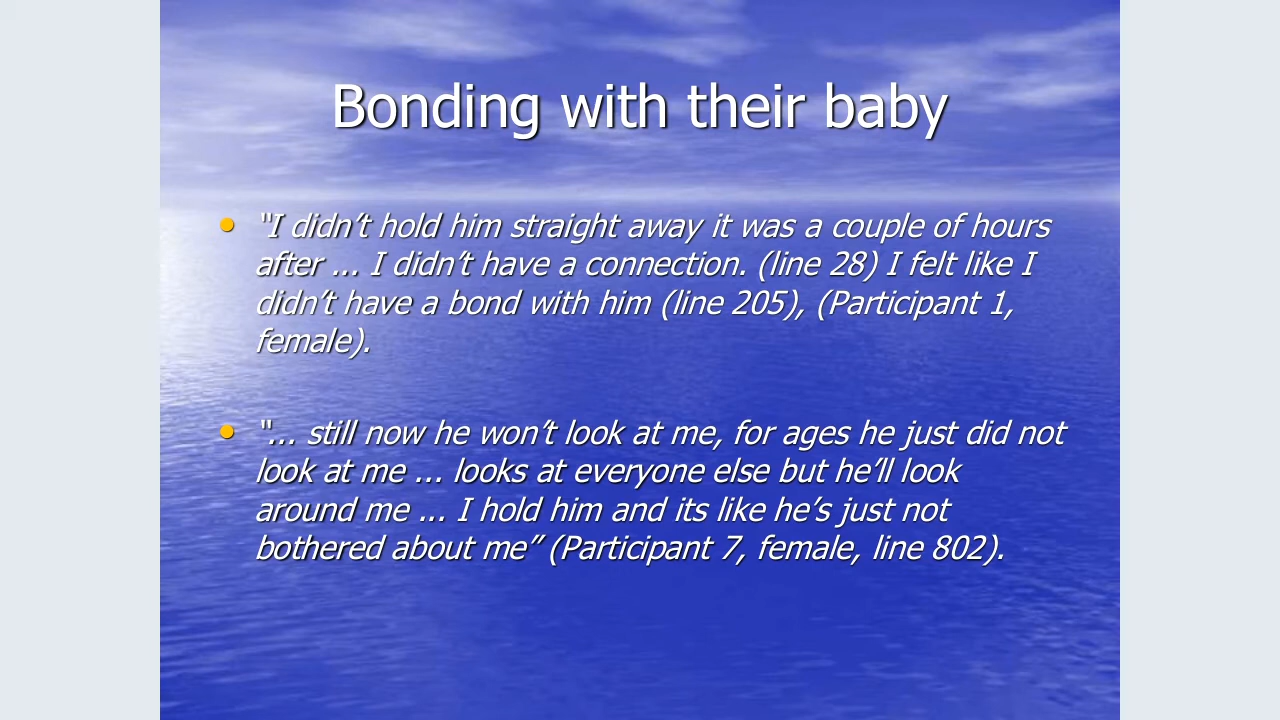 Bonding with their baby
• “I didn’t hold him straight away it was a couple of hours
after ... I didn’t have a connection. (line 28) I felt like I
didn’t have a bond with him (line 205), (Participant 1,
female).
• “... still now he won’t look at me, for ages he just did not
look at me ... looks at everyone else but he’ll look
around me ... I hold him and its like he’s just not
bothered about me” (Participant 7, female, line 802).